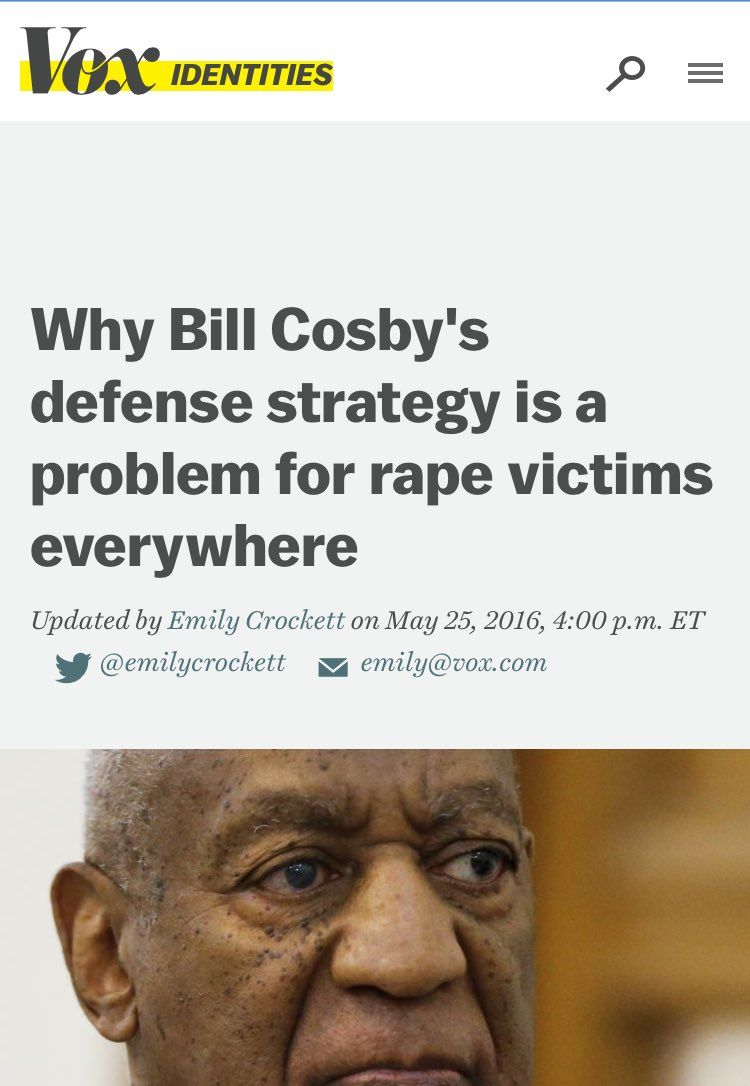 Vox IDENTITIES
Why Bill Cosby's
defense strategy is a
problem for rape victims
everywhere
Updated by Emily Crockett on May 25, 2016, 4:00 p.m. ET
@emilycrockett emily@vox.com